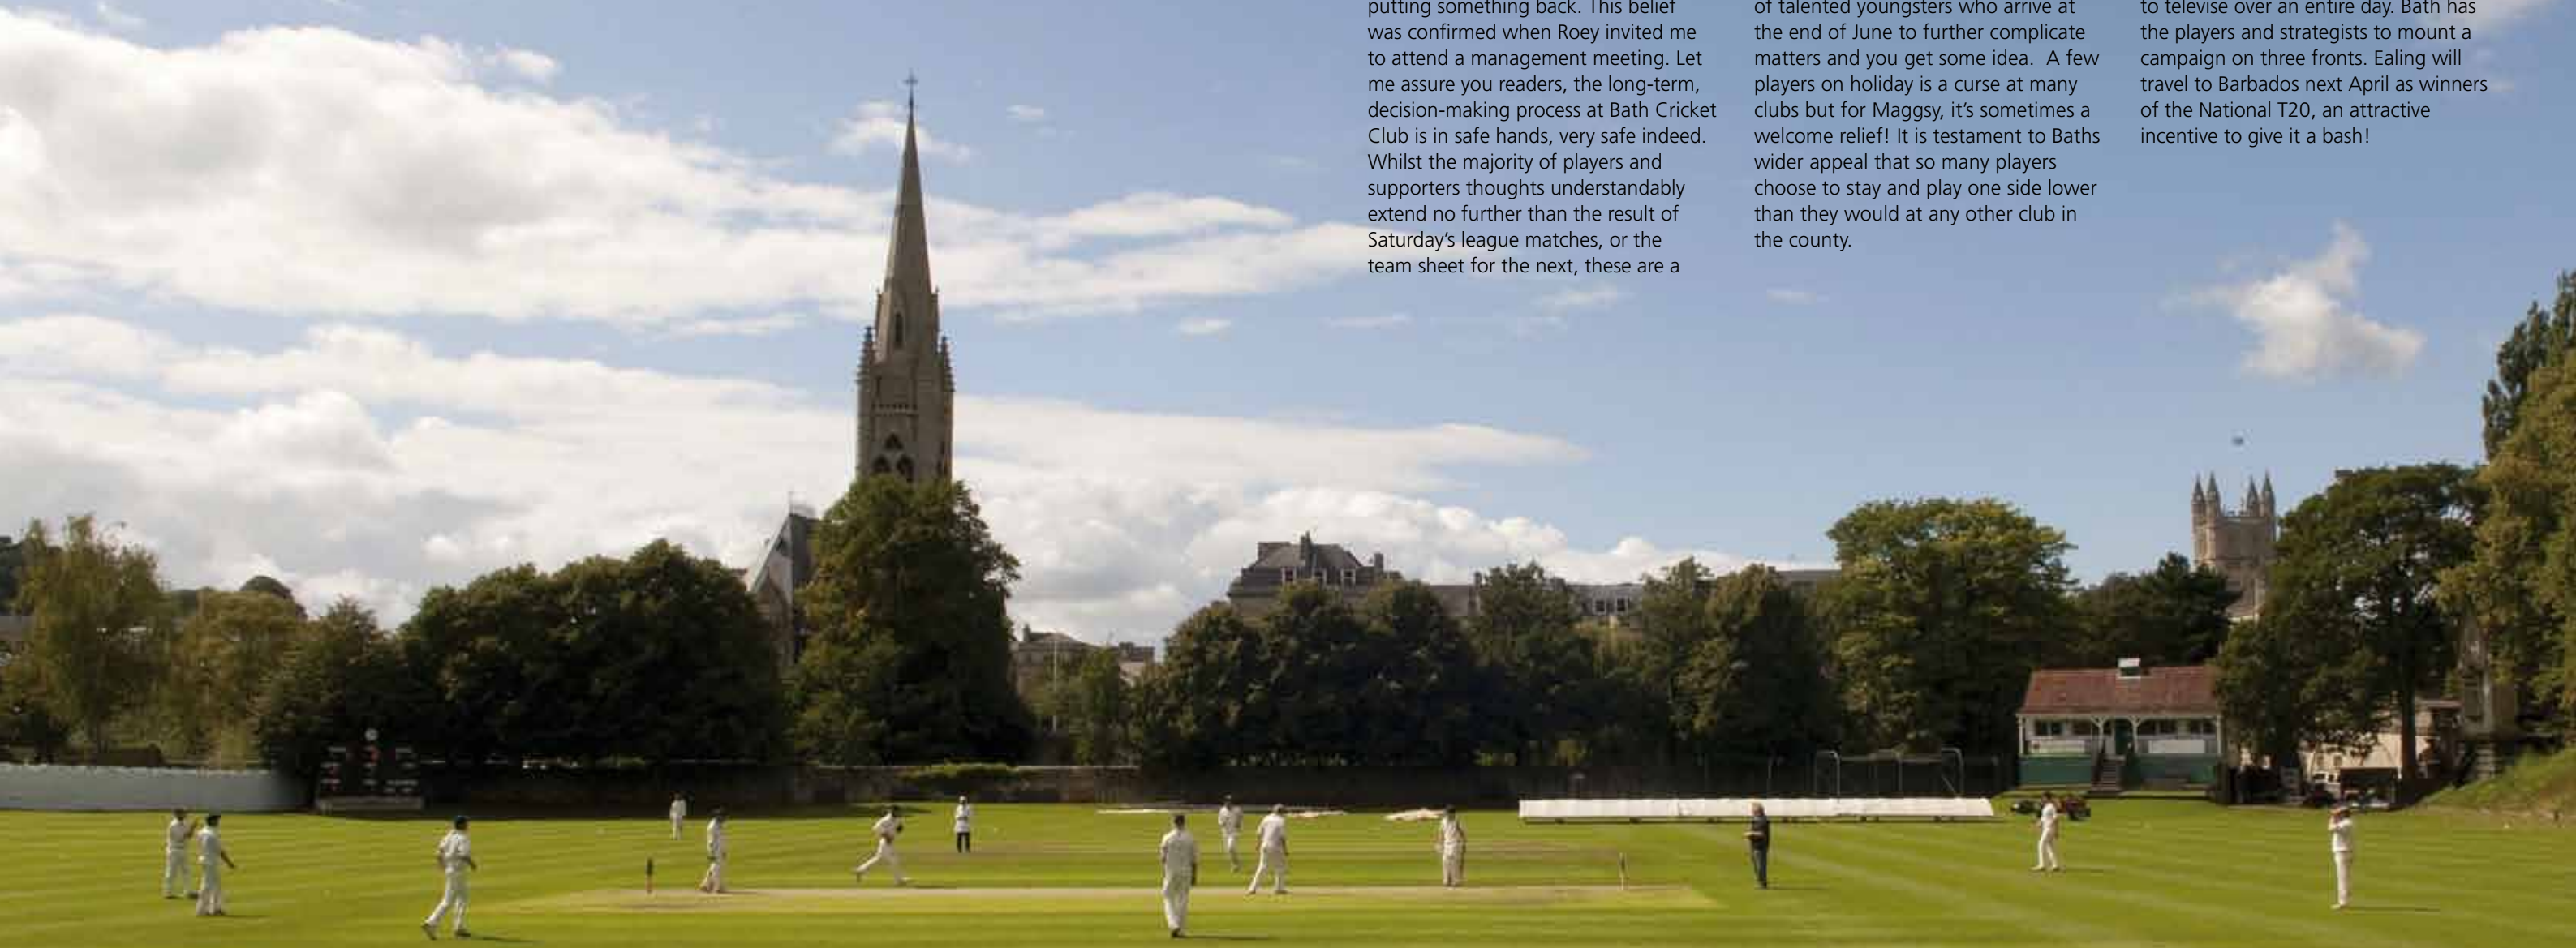 putting something back. This belief
was confirmed when Roey invited me
to attend a management meeting. Let
me assure you readers, the long-term,
decision-making process at Bath Cricket
Club is in safe hands, very safe indeed.
Whilst the majority of players and
supporters thoughts understandably
extend no further than the result of
Saturday's league matches, or the
team sheet for the next, these are a
of talented youngsters who arrive at
the end of June to further complicate
matters and you get some idea.  A few
players on holiday is a curse at many
clubs but for Maggsy, it's sometimes a
welcome relief! It is testament to Baths
wider appeal that so many players
choose to stay and play one side lower
than they would at any other club in
the county.
to televise over an entire day. Bath has
the players and strategists to mount a
campaign on three fronts. Ealing will
travel to Barbados next April as winners
of the National T20, an attractive
incentive to give it a bash!